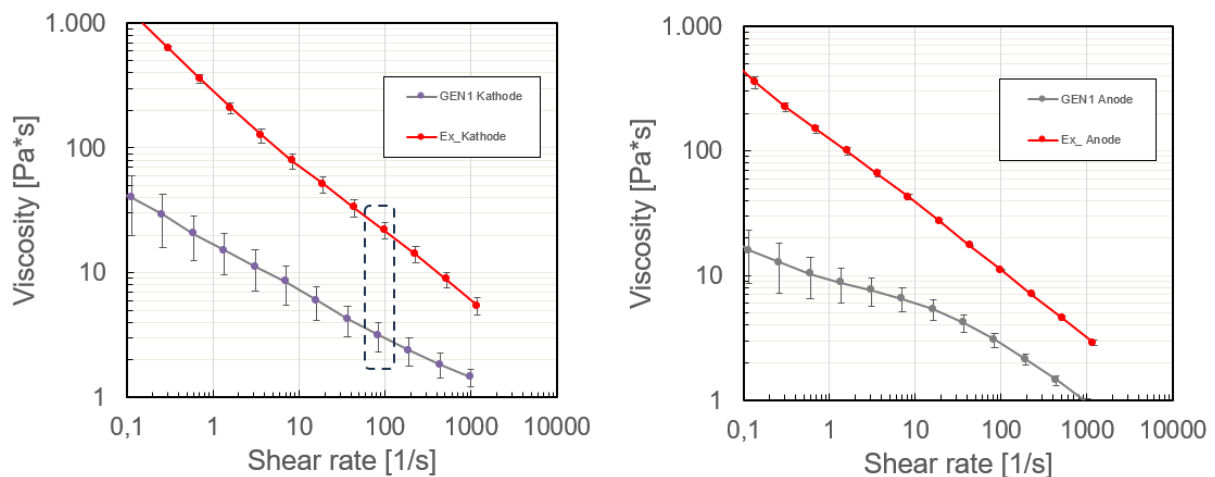 1.000
100
10
1
Viscosity [Pa*s]
GEN1 Kathode
Ex_Kathode
0,1 1 10 100 1000 10000
Shear rate [1/s]
1.000
100
10
1
Viscosity [Pa*s]
GEN1 Anode
Ex_ Anode
0,1 1 10 100 1000 10000
Shear rate [1/s]